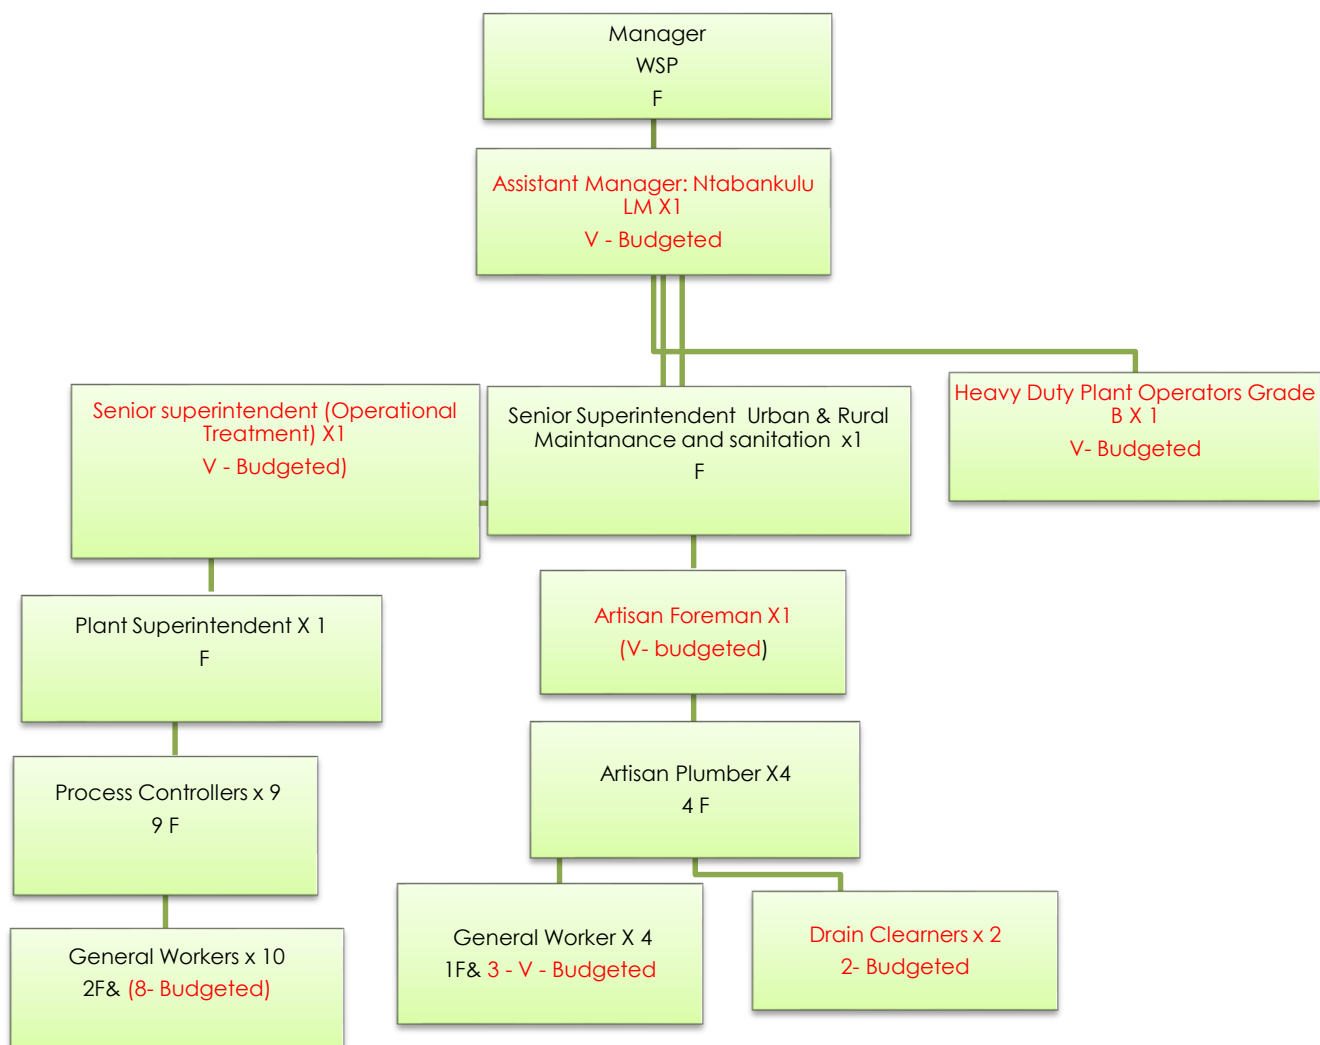 Manager
WSP
F
Assistant Manager: Ntabankulu
LM X1
V - Budgeted
Senior superintendent (Operational
Treatment) X1
V - Budgeted)
Senior Superintendent Urban & Rural
Maintanance and sanitation x1
F
Heavy Duty Plant Operators Grade
B X 1
V- Budgeted
Plant Superintendent X 1
F
Artisan Foreman X1
(V- budgeted)
Process Controllers x 9
9 F
Artisan Plumber X4
4 F
General Workers x 10
2F& (8- Budgeted)
General Worker X 4
1F& 3 - V - Budgeted
Drain Clearners x 2
2- Budgeted